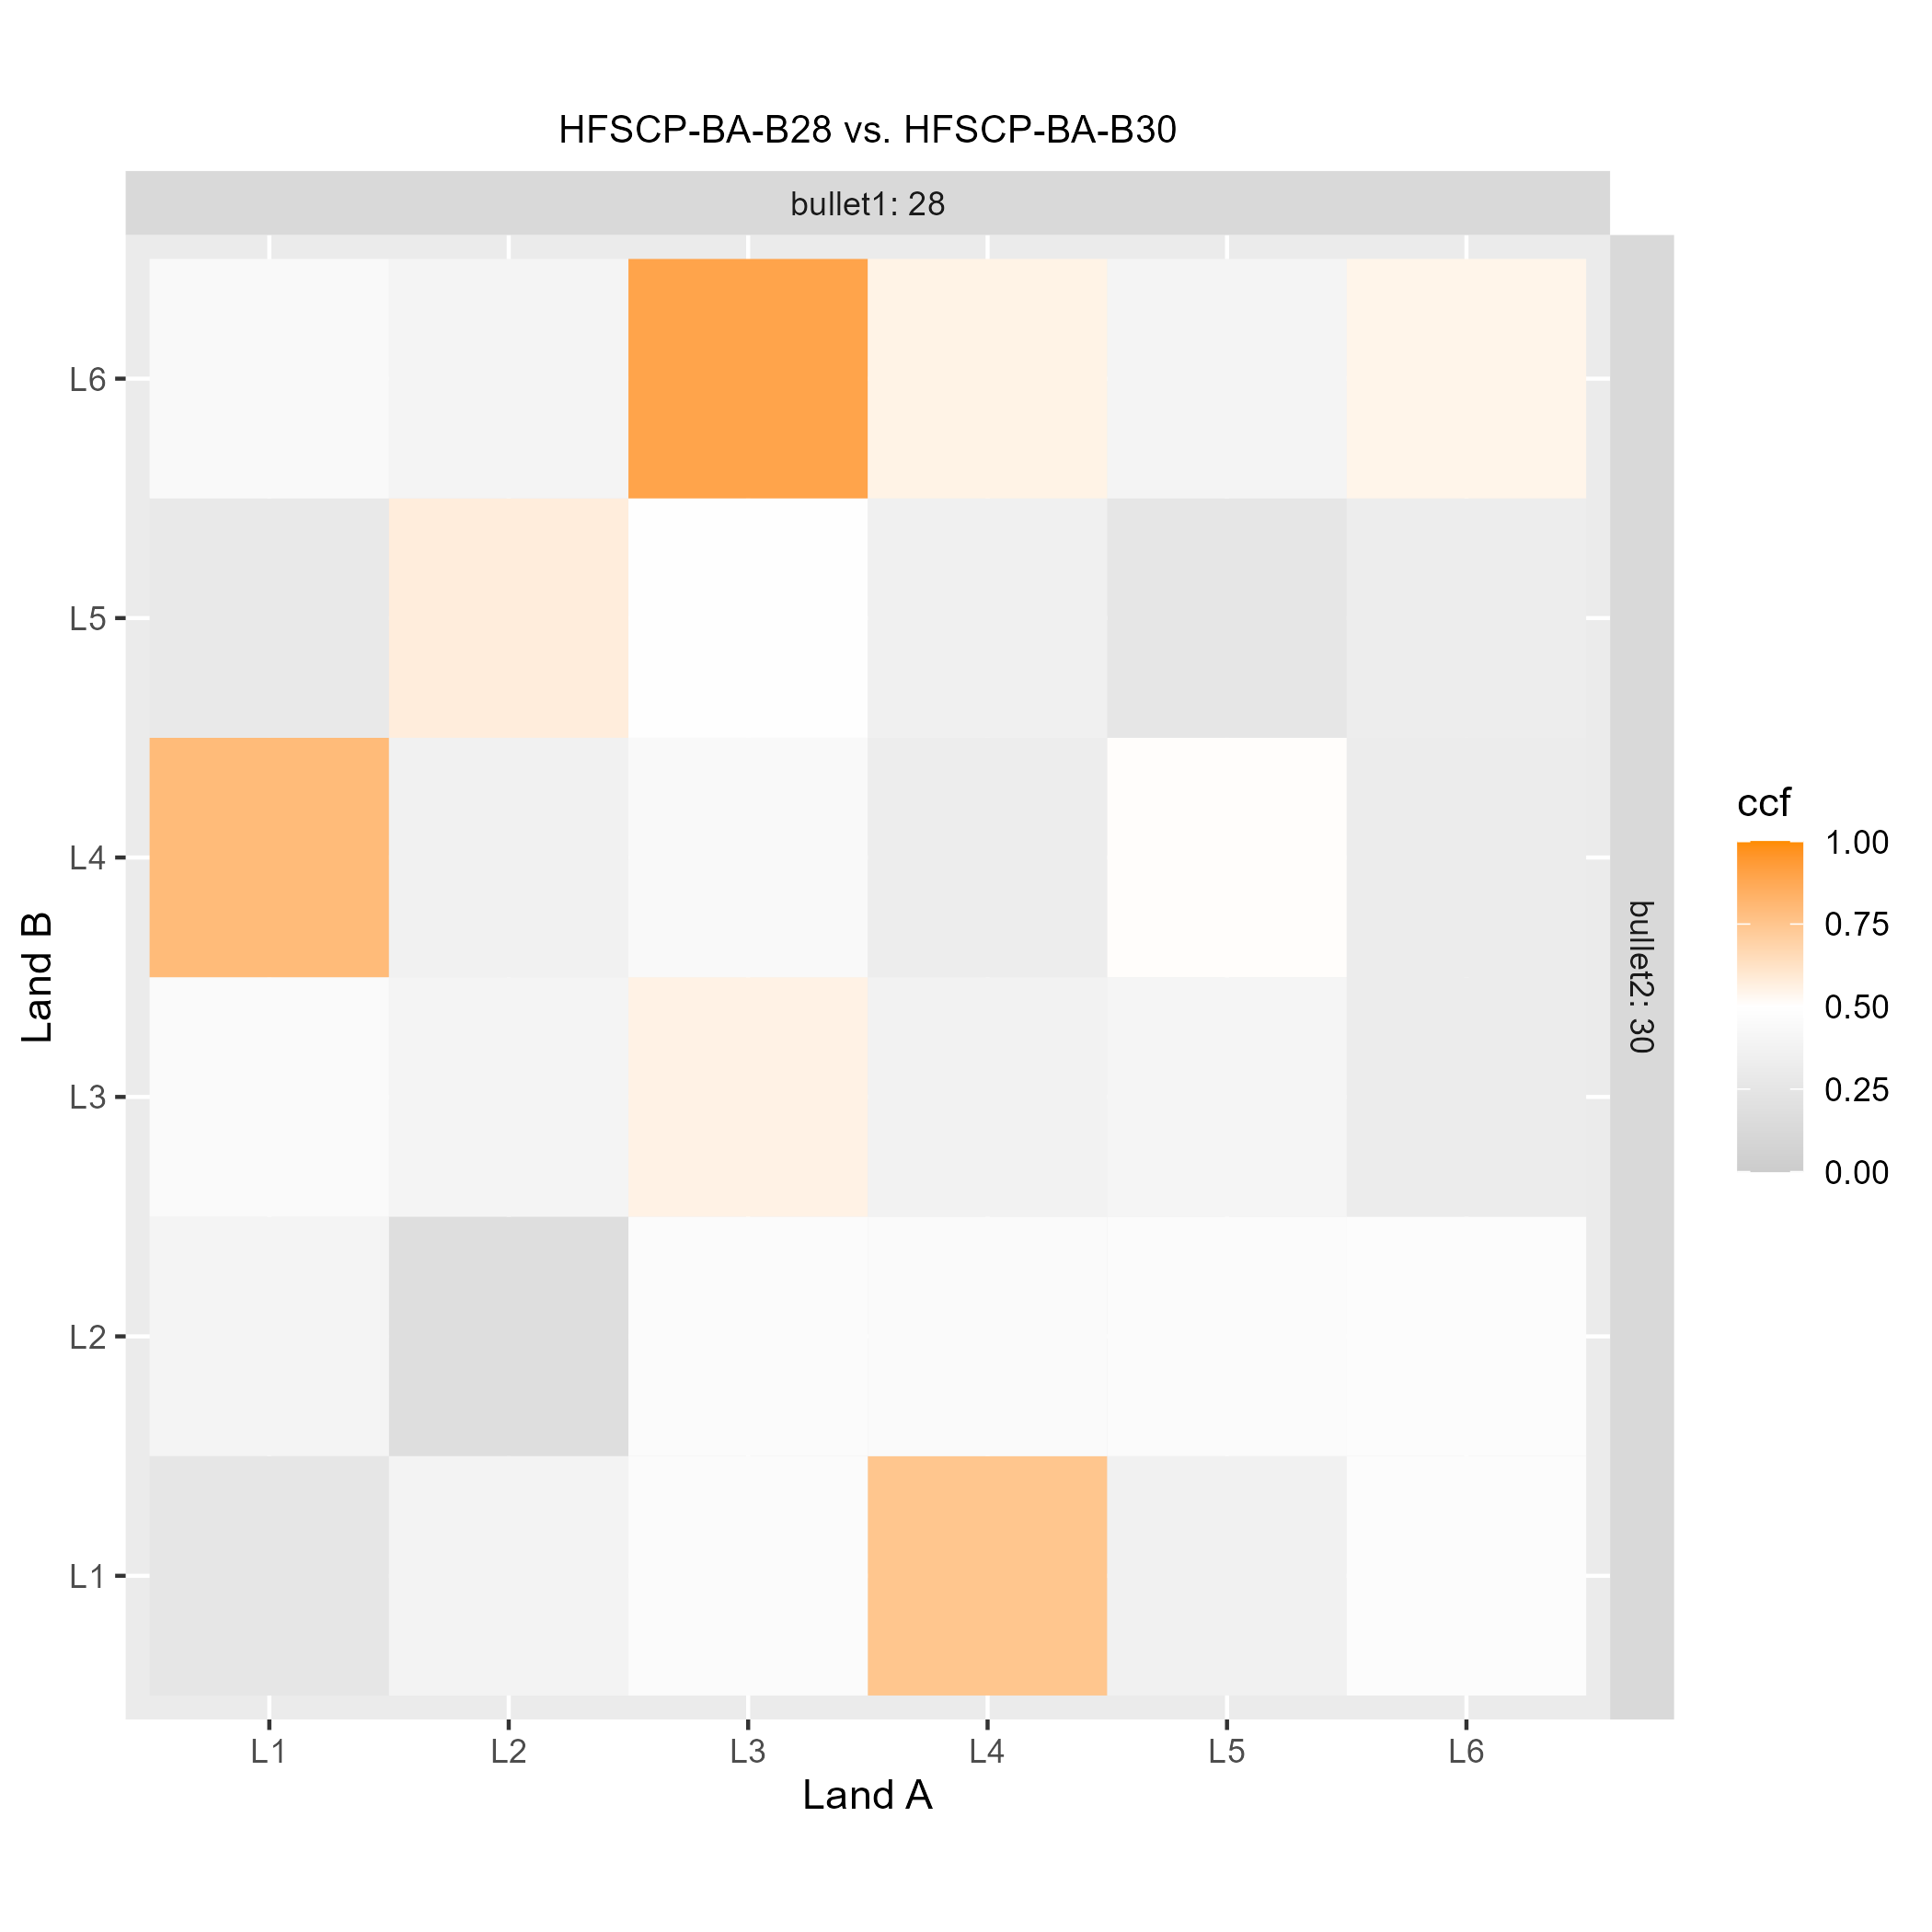 HFSCP-BA-B28 vs. HFSCP-BA-B30
bullet1: 28
L6
L5
L4
L3
L2
L1
Land B
bullet2: 30
L1 L2 L3 L4 L5 L6
Land A
ccf
1.00
0.75
0.50
0.25
0.00